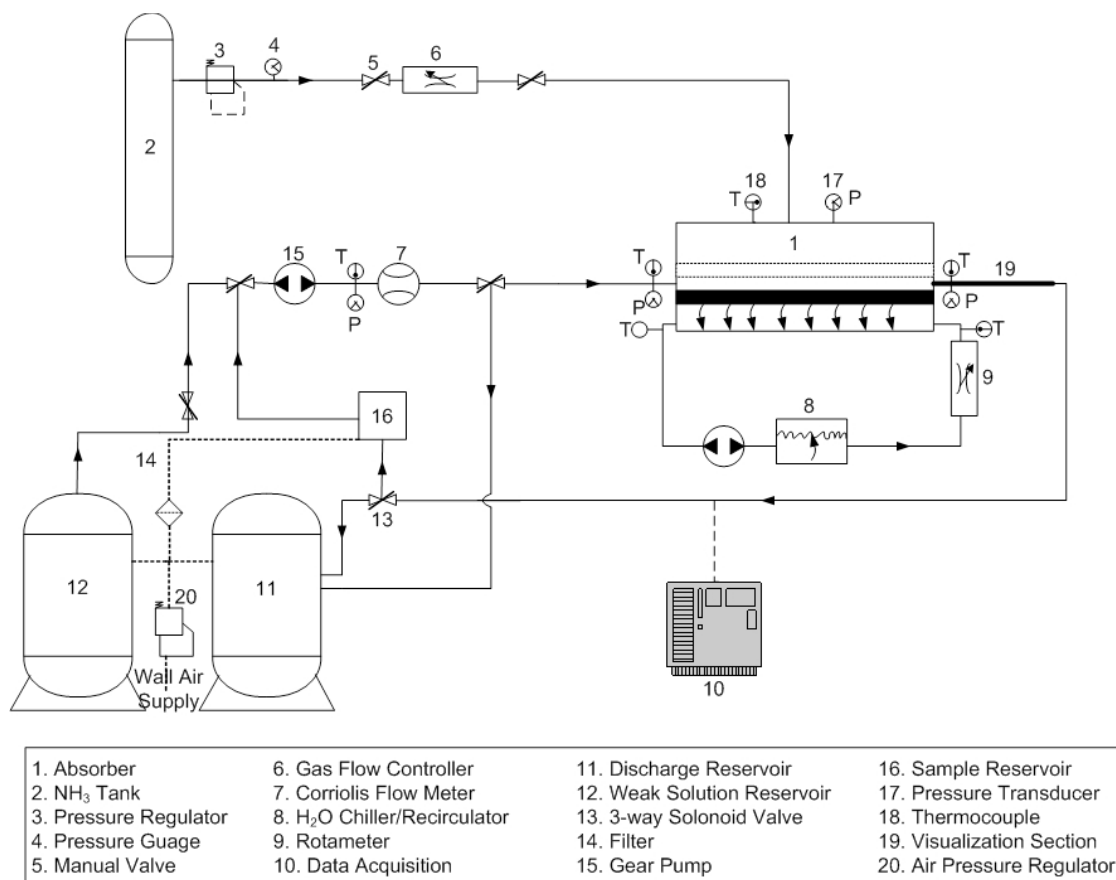 4
3
5
6
2
18
17
T
P
1
15
T
7
T
T
19
P
P
P
T
T
9
16
8
14
13
12
11
20
Wall Air
Supply
10
1. Absorber
2. NH₃ Tank
3. Pressure Regulator
4. Pressure Guage
5. Manual Valve
6. Gas Flow Controller
7. Corriolis Flow Meter
8. H₂O Chiller/Recirculator
9. Rotameter
10. Data Acquisition
11. Discharge Reservoir
12. Weak Solution Reservoir
13. 3-way Solonoid Valve
14. Filter
15. Gear Pump
16. Sample Reservoir
17. Pressure Transducer
18. Thermocouple
19. Visualization Section
20. Air Pressure Regulator